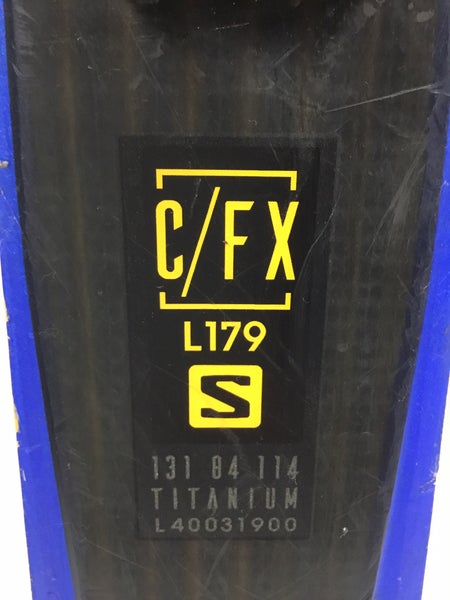 C/FX
L179
S
131 84 114
TITANIUM
L40031900